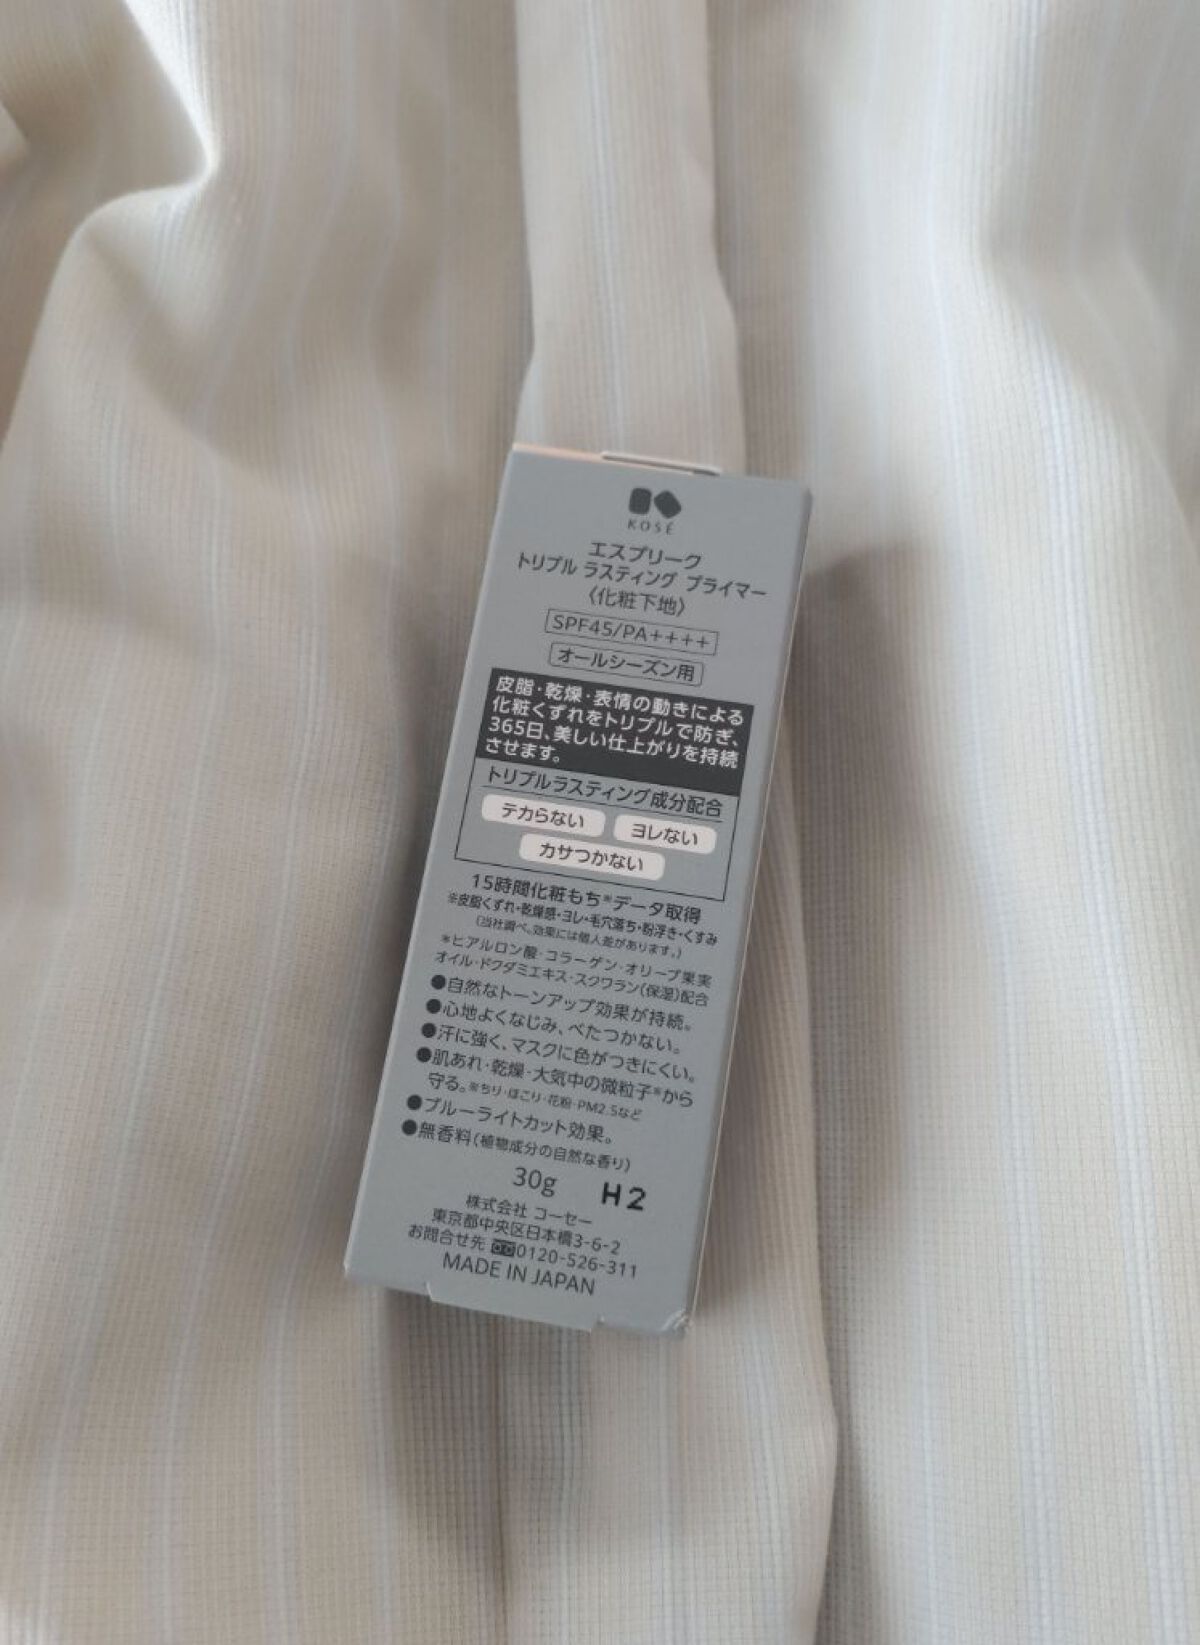 KOSÉ
エスプリーク
トリプル ラスティング プライマー
〈化粧下地〉
SPF45/PA++++
オールシーズン用
皮脂・乾燥・表情の動きによる
化粧くずれをトリプルで防ぎ、
365日、美しい仕上がりを持続
させます。
トリプルラスティング成分配合
テカらない ヨレない
カサつかない
15時間化粧もち※データ取得
※皮脂くずれ・乾燥感・ヨレ・毛穴落ち・粉浮き・くすみ
(当社調べ。効果には個人差があります。)
*ヒアルロン酸・コラーゲン・オリーブ果実
オイル・ドクダミエキス・スクワラン(保湿)配合
●自然なトーンアップ効果が持続。
●心地よくなじみ、べたつかない。
●汗に強く、マスクに色がつきにくい。
●肌あれ・乾燥・大気中の微粒子※から
守る。※ちり・ほこり・花粉・PM2.5など
●ブルーライトカット効果。
●無香料(植物成分の自然な香り)
30g H2
株式会社 コーセー
東京都中央区日本橋3-6-2
お問合せ先 0120-526-311
MADE IN JAPAN